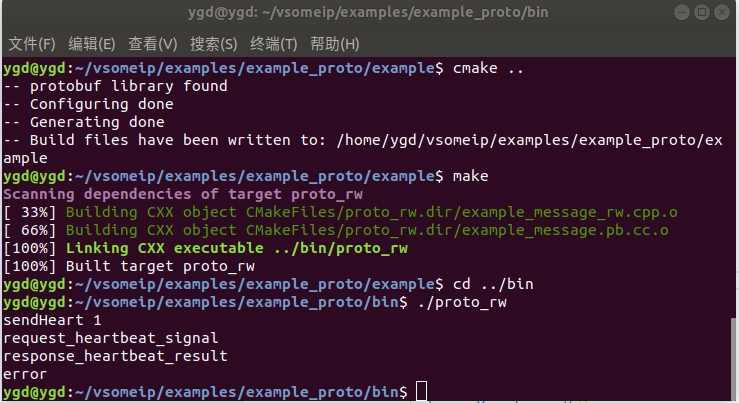 ygd@ygd: ~/vsomeip/examples/example_proto/bin
文件(F) 编辑(E) 查看(V) 搜索(S) 终端(T) 帮助(H)
ygd@ygd:~/vsomeip/examples/example_proto/example$ cmake ..
-- protobuf library found
-- Configuring done
-- Generating done
-- Build files have been written to: /home/ygd/vsomeip/examples/example_proto/ex
ample
ygd@ygd:~/vsomeip/examples/example_proto/example$ make
Scanning dependencies of target proto_rw
[ 33%] Building CXX object CMakeFiles/proto_rw.dir/example_message_rw.cpp.o
[ 66%] Building CXX object CMakeFiles/proto_rw.dir/example_message.pb.cc.o
[100%] Linking CXX executable ../bin/proto_rw
[100%] Built target proto_rw
ygd@ygd:~/vsomeip/examples/example_proto/example$ cd ../bin
ygd@ygd:~/vsomeip/examples/example_proto/bin$ ./proto_rw
sendHeart 1
request_heartbeat_signal
response_heartbeat_result
error
ygd@ygd:~/vsomeip/examples/example_proto/bin$